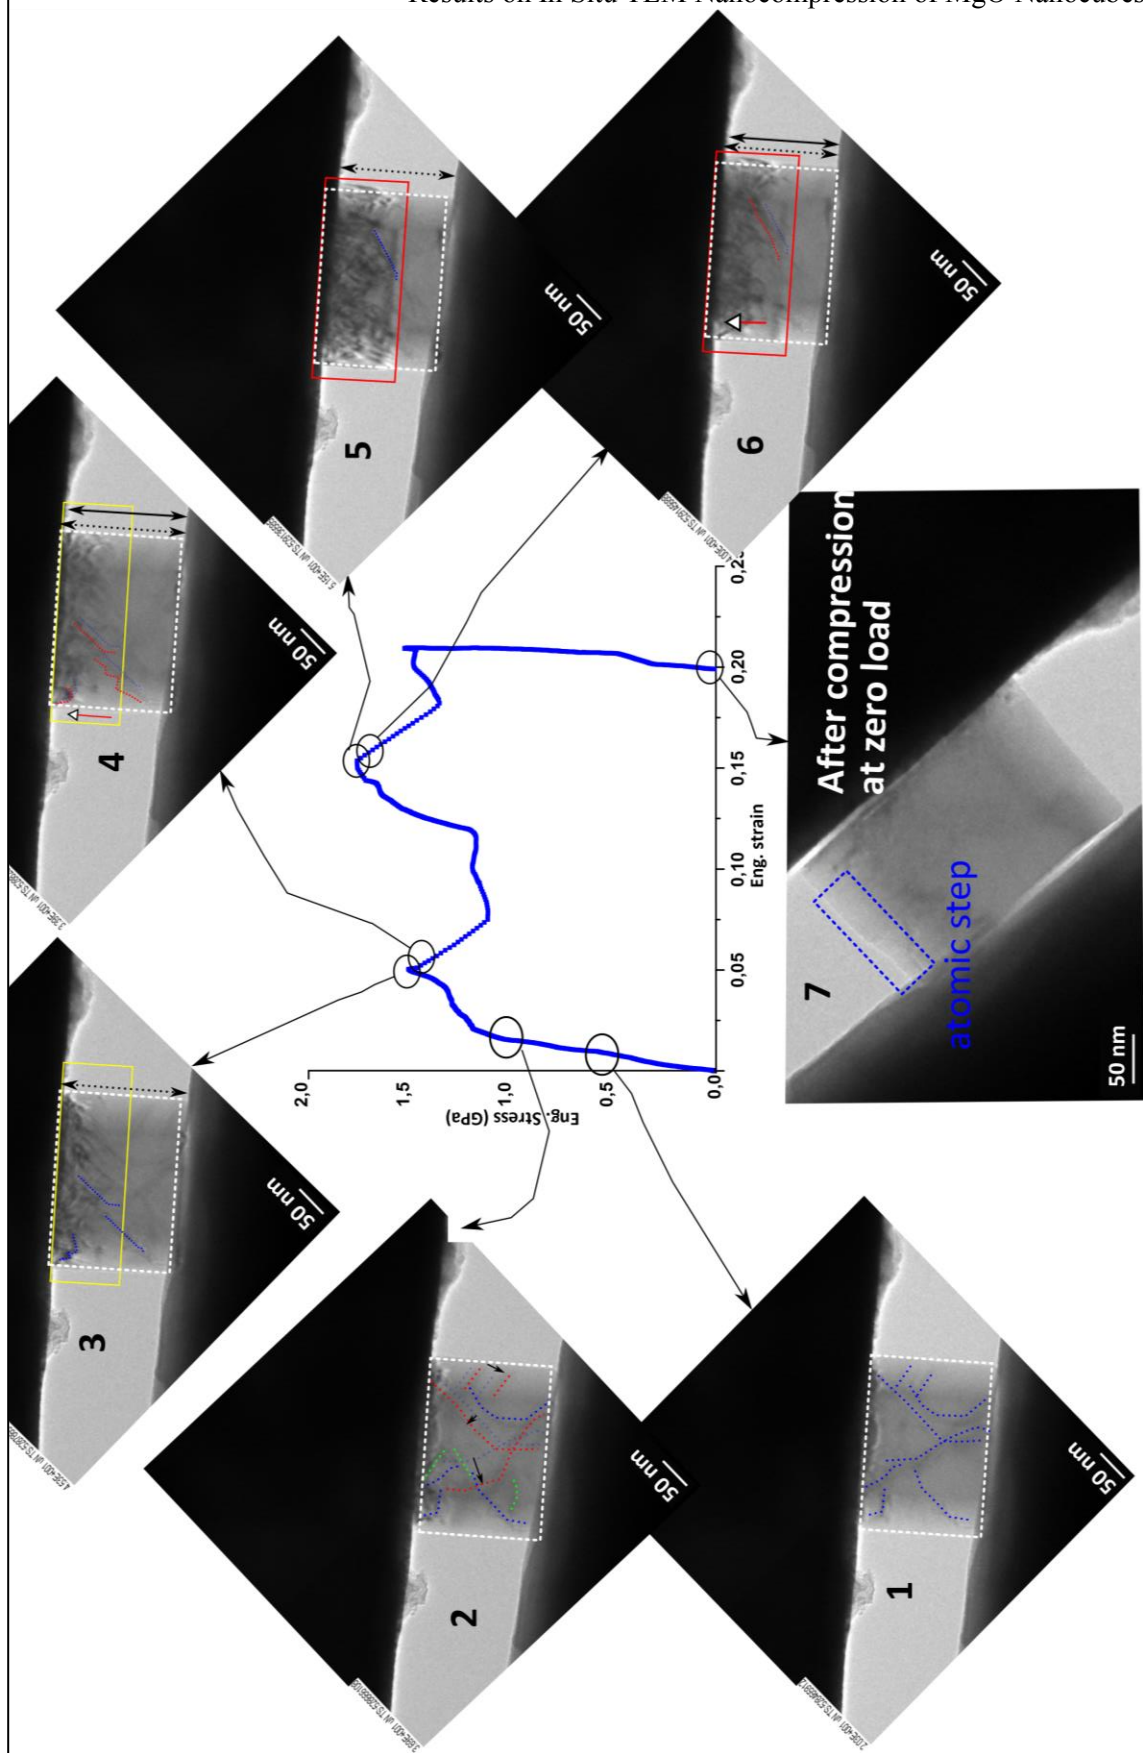 Results on In Situ TEM Nanocompression of MgO Nanocubes
3
4
5
6
2
1
7
50 nm
50 nm
50 nm
50 nm
50 nm
50 nm
50 nm
Eng. Stress (GPa)
2,0
1,5
1,0
0,5
0,0
0,0
0,05
0,10
0,15
0,20
Eng. strain
After compression
at zero load
atomic step